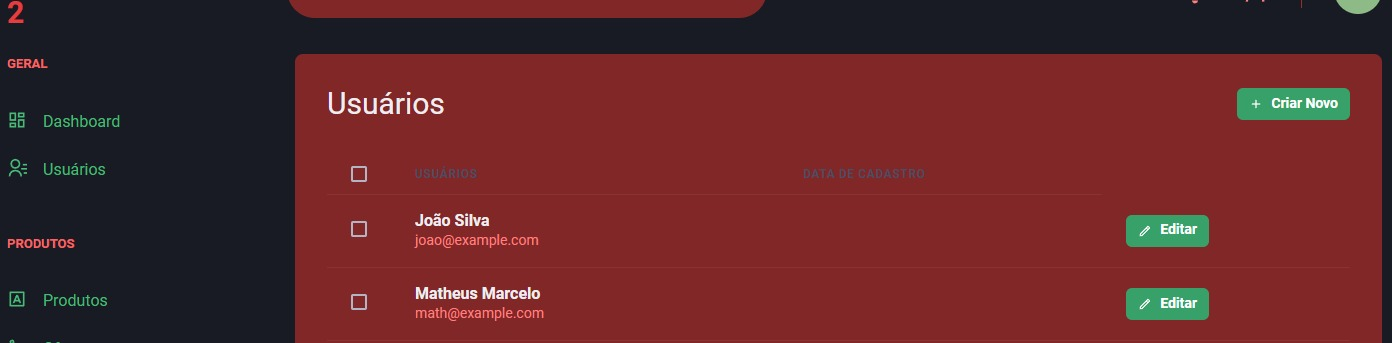 2
GERAL
Dashboard
Usuários
PRODUTOS
Produtos
Usuários
+ Criar Novo
USUÁRIOS DATA DE CADASTRO
João Silva
joao@example.com
Editar
Matheus Marcelo
math@example.com
Editar